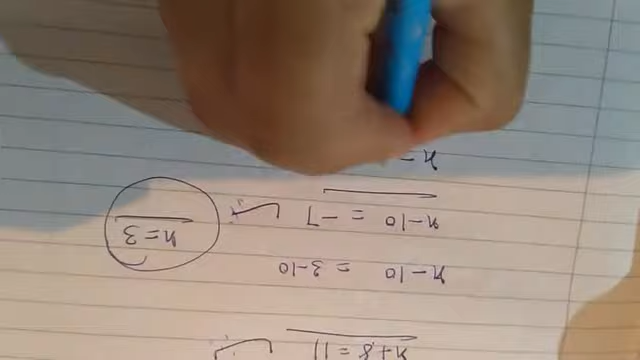 x+8 = 11
x-10 = 3-10
x-10 = -7
x=3
x-